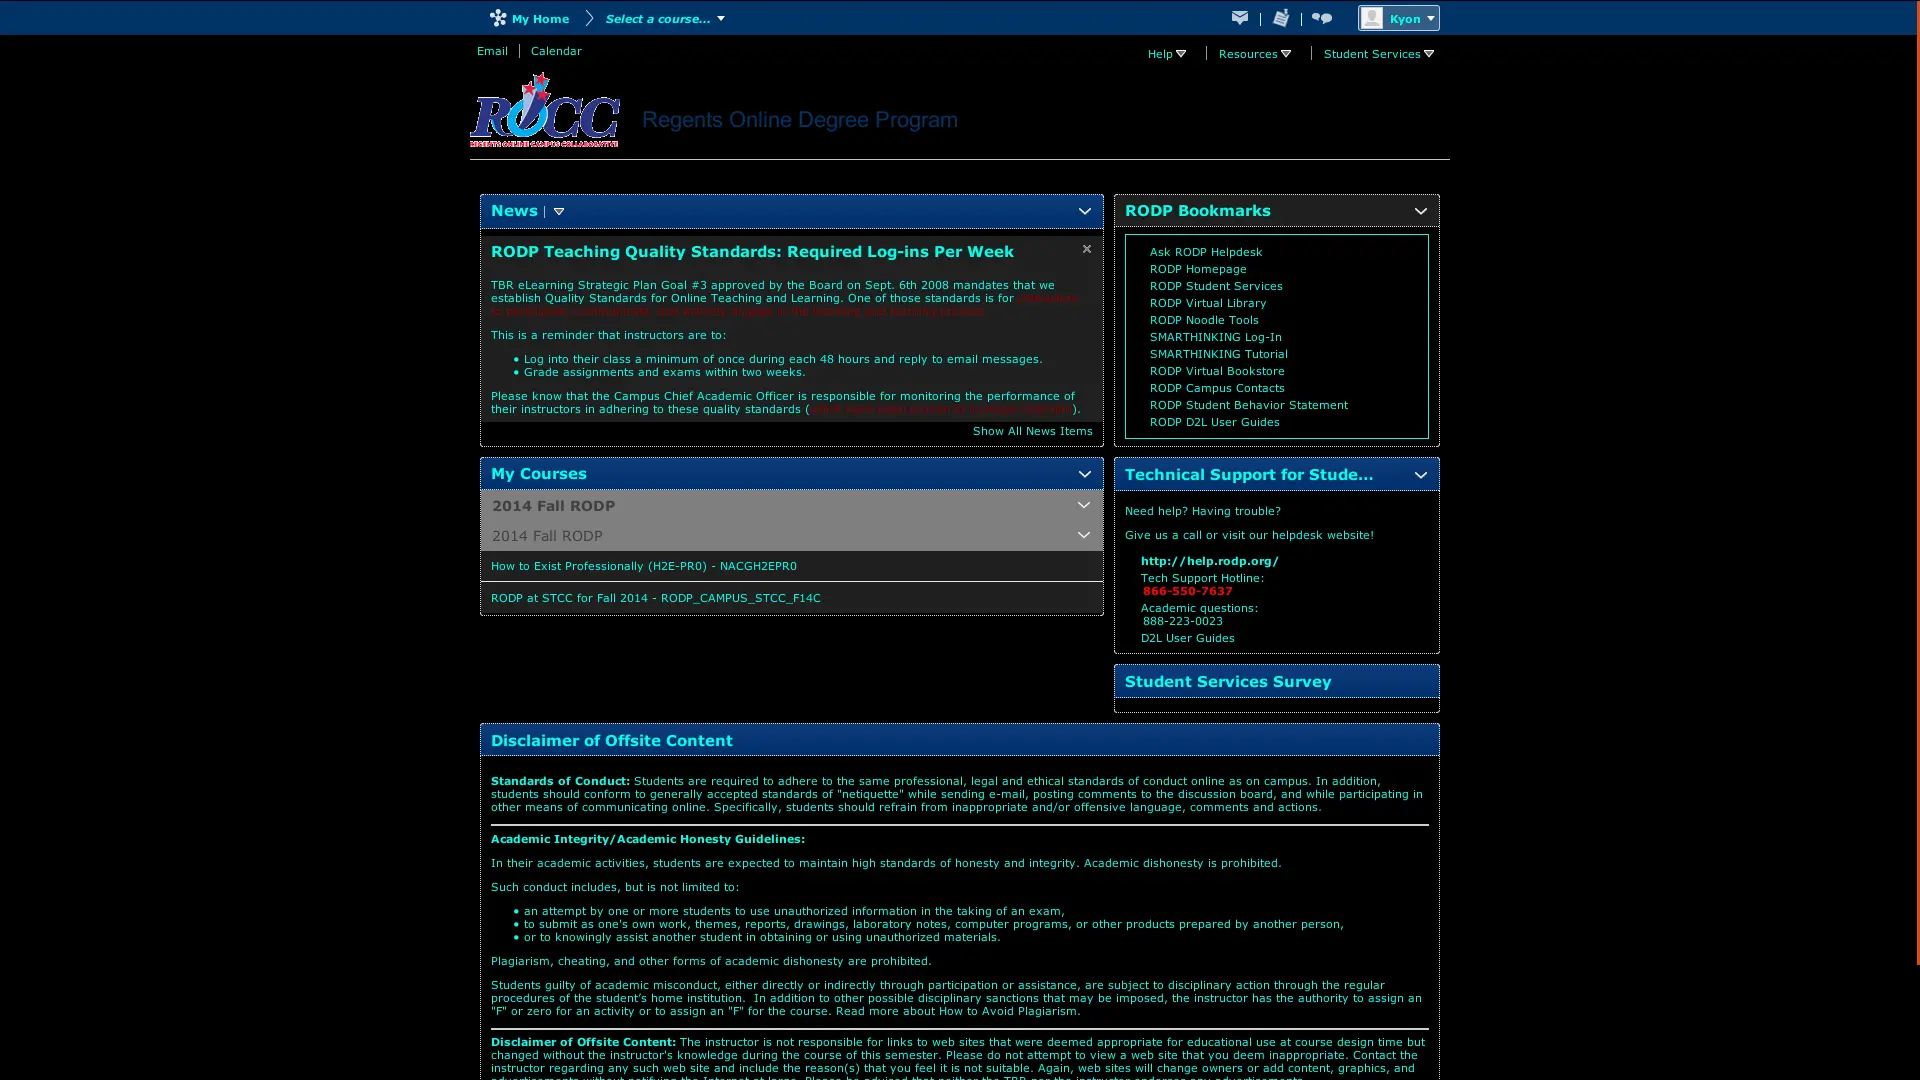 My Home
Select a course...
Kyon
Email
Calendar
Help
Resources
Student Services
ROCC
REGENTS ONLINE CAMPUS COLLABORATIVE
Regents Online Degree Program
News
RODP Teaching Quality Standards: Required Log-ins Per Week
TBR eLearning Strategic Plan Goal #3 approved by the Board on Sept. 6th 2008 mandates that we
establish Quality Standards for Online Teaching and Learning. One of those standards is for
This is a reminder that instructors are to:
• Log into their class a minimum of once during each 48 hours and reply to email messages.
• Grade assignments and exams within two weeks.
Please know that the Campus Chief Academic Officer is responsible for monitoring the performance of
their instructors in adhering to these quality standards ( ).
Show All News Items
My Courses
2014 Fall RODP
2014 Fall RODP
How to Exist Professionally (H2E-PR0) - NACGH2EPR0
RODP at STCC for Fall 2014 - RODP_CAMPUS_STCC_F14C
RODP Bookmarks
Ask RODP Helpdesk
RODP Homepage
RODP Student Services
RODP Virtual Library
RODP Noodle Tools
SMARTHINKING Log-In
SMARTHINKING Tutorial
RODP Virtual Bookstore
RODP Campus Contacts
RODP Student Behavior Statement
RODP D2L User Guides
Technical Support for Stude...
Need help? Having trouble?
Give us a call or visit our helpdesk website!
http://help.rodp.org/
Tech Support Hotline:
866-550-7637
Academic questions:
888-223-0023
D2L User Guides
Student Services Survey
Disclaimer of Offsite Content
Standards of Conduct: Students are required to adhere to the same professional, legal and ethical standards of conduct online as on campus. In addition,
students should conform to generally accepted standards of "netiquette" while sending e-mail, posting comments to the discussion board, and while participating in
other means of communicating online. Specifically, students should refrain from inappropriate and/or offensive language, comments and actions.
Academic Integrity/Academic Honesty Guidelines:
In their academic activities, students are expected to maintain high standards of honesty and integrity. Academic dishonesty is prohibited.
Such conduct includes, but is not limited to:
• an attempt by one or more students to use unauthorized information in the taking of an exam,
• to submit as one's own work, themes, reports, drawings, laboratory notes, computer programs, or other products prepared by another person,
• or to knowingly assist another student in obtaining or using unauthorized materials.
Plagiarism, cheating, and other forms of academic dishonesty are prohibited.
Students guilty of academic misconduct, either directly or indirectly through participation or assistance, are subject to disciplinary action through the regular
procedures of the student's home institution.  In addition to other possible disciplinary sanctions that may be imposed, the instructor has the authority to assign an
"F" or zero for an activity or to assign an "F" for the course. Read more about How to Avoid Plagiarism.
Disclaimer of Offsite Content: The instructor is not responsible for links to web sites that were deemed appropriate for educational use at course design time but
changed without the instructor's knowledge during the course of this semester. Please do not attempt to view a web site that you deem inappropriate. Contact the
instructor regarding any such web site and include the reason(s) that you feel it is not suitable. Again, web sites will change owners or add content, graphics, and